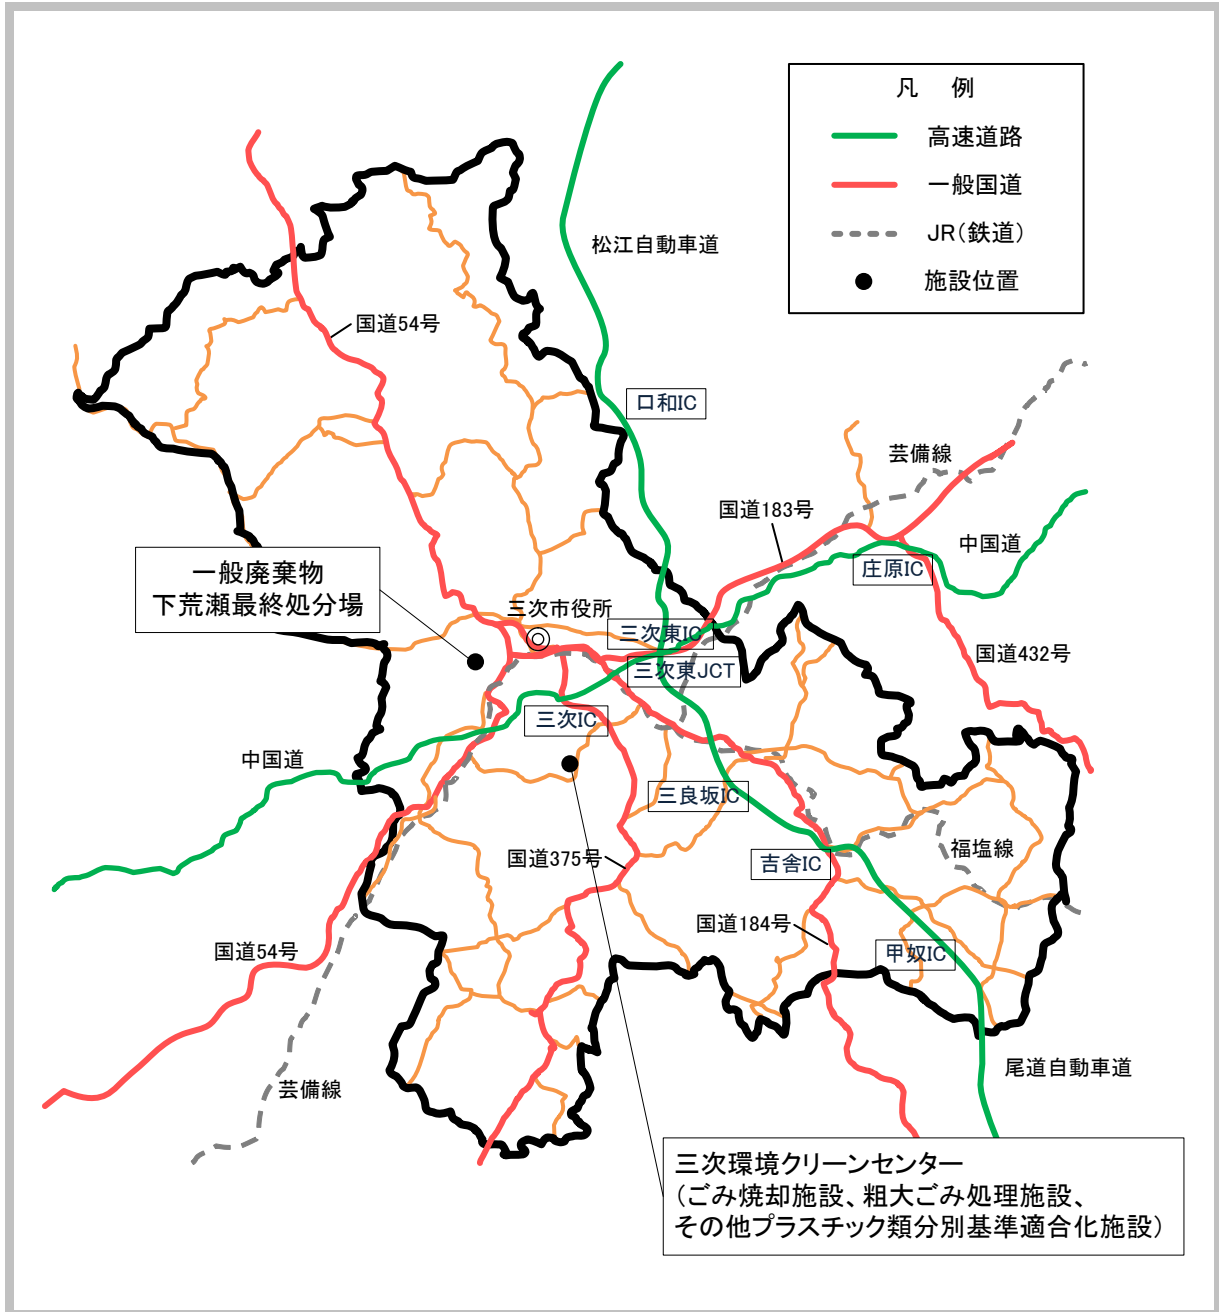 凡 例
高速道路
一般国道
JR(鉄道)
施設位置
松江自動車道
国道54号
口和IC
芸備線
国道183号
中国道
庄原IC
一般廃棄物
下荒瀬最終処分場
三次市役所
三次東IC
三次東JCT
国道432号
三次IC
中国道
三良坂IC
国道375号
吉舎IC
福塩線
国道184号
国道54号
甲奴IC
尾道自動車道
芸備線
三次環境クリーンセンター
(ごみ焼却施設、粗大ごみ処理施設、
その他プラスチック類分別基準適合化施設)